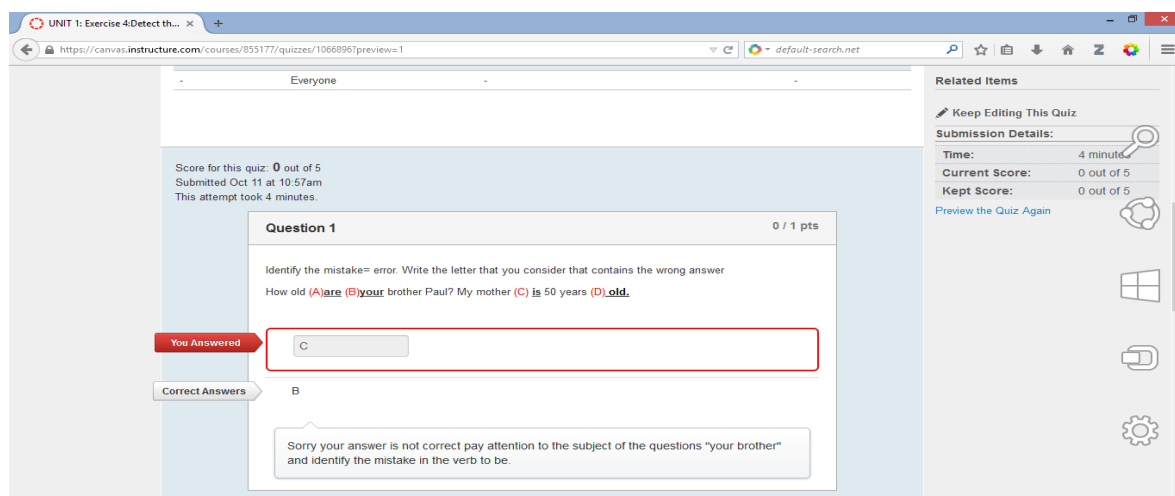 UNIT 1: Exercise 4:Detect th... × +
https://canvas.instructure.com/courses/855177/quizzes/1066896?preview=1
default-search.net
- Everyone - -
Related Items
Keep Editing This Quiz
Submission Details:
Time: 4 minutes
Current Score: 0 out of 5
Kept Score: 0 out of 5
Preview the Quiz Again
Score for this quiz: 0 out of 5
Submitted Oct 11 at 10:57am
This attempt took 4 minutes.
Question 1 0 / 1 pts
Identify the mistake= error. Write the letter that you consider that contains the wrong answer
How old (A)are (B)your brother Paul? My mother (C) is 50 years (D) old.
You Answered
C
Correct Answers
B
Sorry your answer is not correct pay attention to the subject of the questions "your brother"
and identify the mistake in the verb to be.